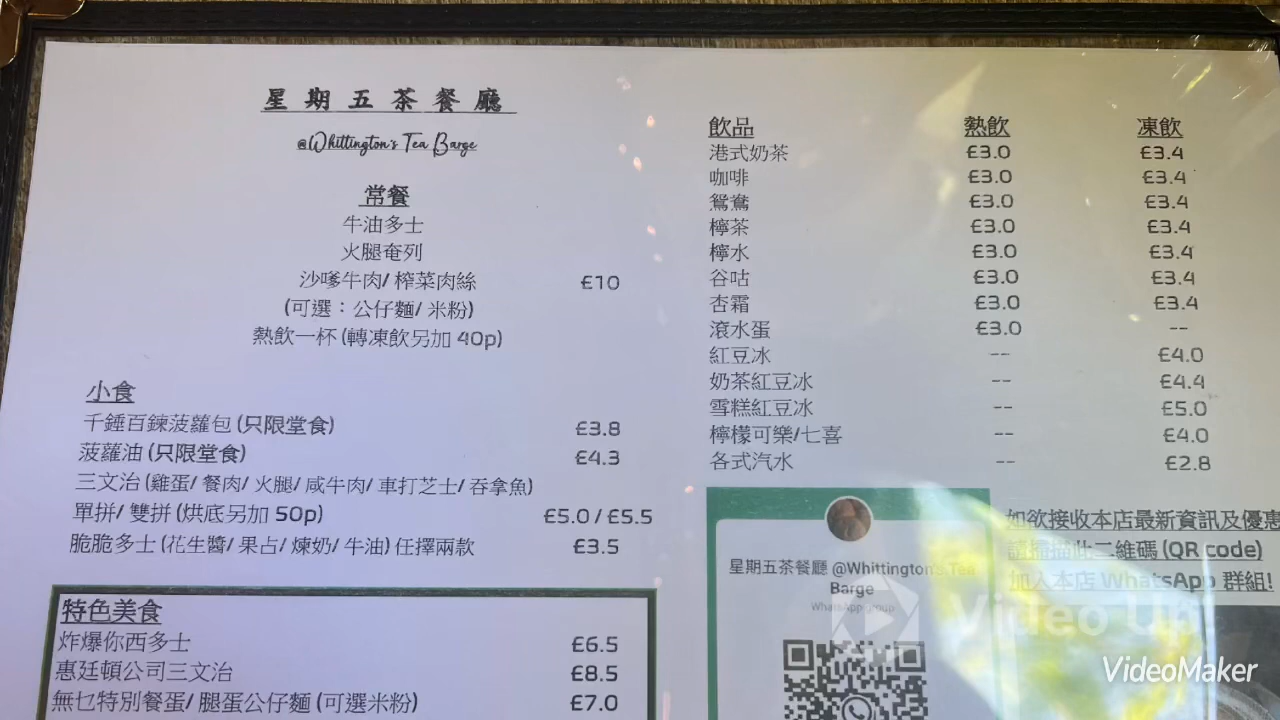 星期五茶餐廳
@Whittington's Tea Barge
常餐
牛油多士
火腿奄列
沙嗲牛肉/ 榨菜肉絲 £10
(可選：公仔麵/ 米粉)
熱飲一杯 (轉凍飲另加 40p)
小食
千錘百鍊菠蘿包 (只限堂食) £3.8
菠蘿油 (只限堂食) £4.3
三文治 (雞蛋/ 餐肉/ 火腿/ 咸牛肉/ 車打芝士/ 吞拿魚)
單拼/ 雙拼 (烘底另加 50p) £5.0 / £5.5
脆脆多士 (花生醬/ 果占/ 煉奶/ 牛油) 任擇兩款 £3.5
特色美食
炸爆你西多士 £6.5
惠廷頓公司三文治 £8.5
無乜特別餐蛋/ 腿蛋公仔麵 (可選米粉) £7.0
飲品 熱飲 凍飲
港式奶茶 £3.0 £3.4
咖啡 £3.0 £3.4
鴛鴦 £3.0 £3.4
檸茶 £3.0 £3.4
檸水 £3.0 £3.4
谷咕 £3.0 £3.4
杏霜 £3.0 £3.4
滾水蛋 £3.0 --
紅豆冰 -- £4.0
奶茶紅豆冰 -- £4.4
雪糕紅豆冰 -- £5.0
檸檬可樂/七喜 -- £4.0
各式汽水 -- £2.8
星期五茶餐廳 @Whittington's Tea
Barge
WhatsApp group
如欲接收本店最新資訊及優惠
請掃描此二維碼 (QR code)
加入本店 WhatsApp 群組!
Video Up
VideoMaker